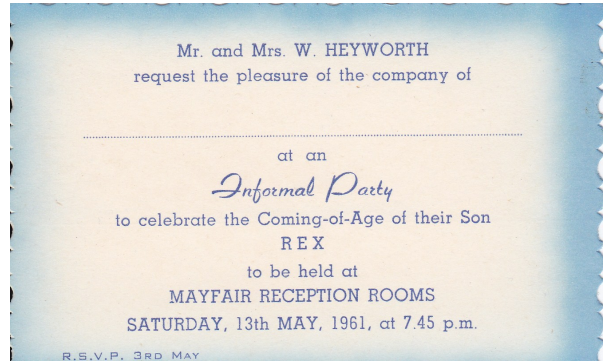 Mr. and Mrs. W. HEYWORTH
request the pleasure of the company of
at an
Informal Party
to celebrate the Coming-of-Age of their Son
REX
to be held at
MAYFAIR RECEPTION ROOMS
SATURDAY, 13th MAY, 1961, at 7.45 p.m.
R.S.V.P. 3RD MAY